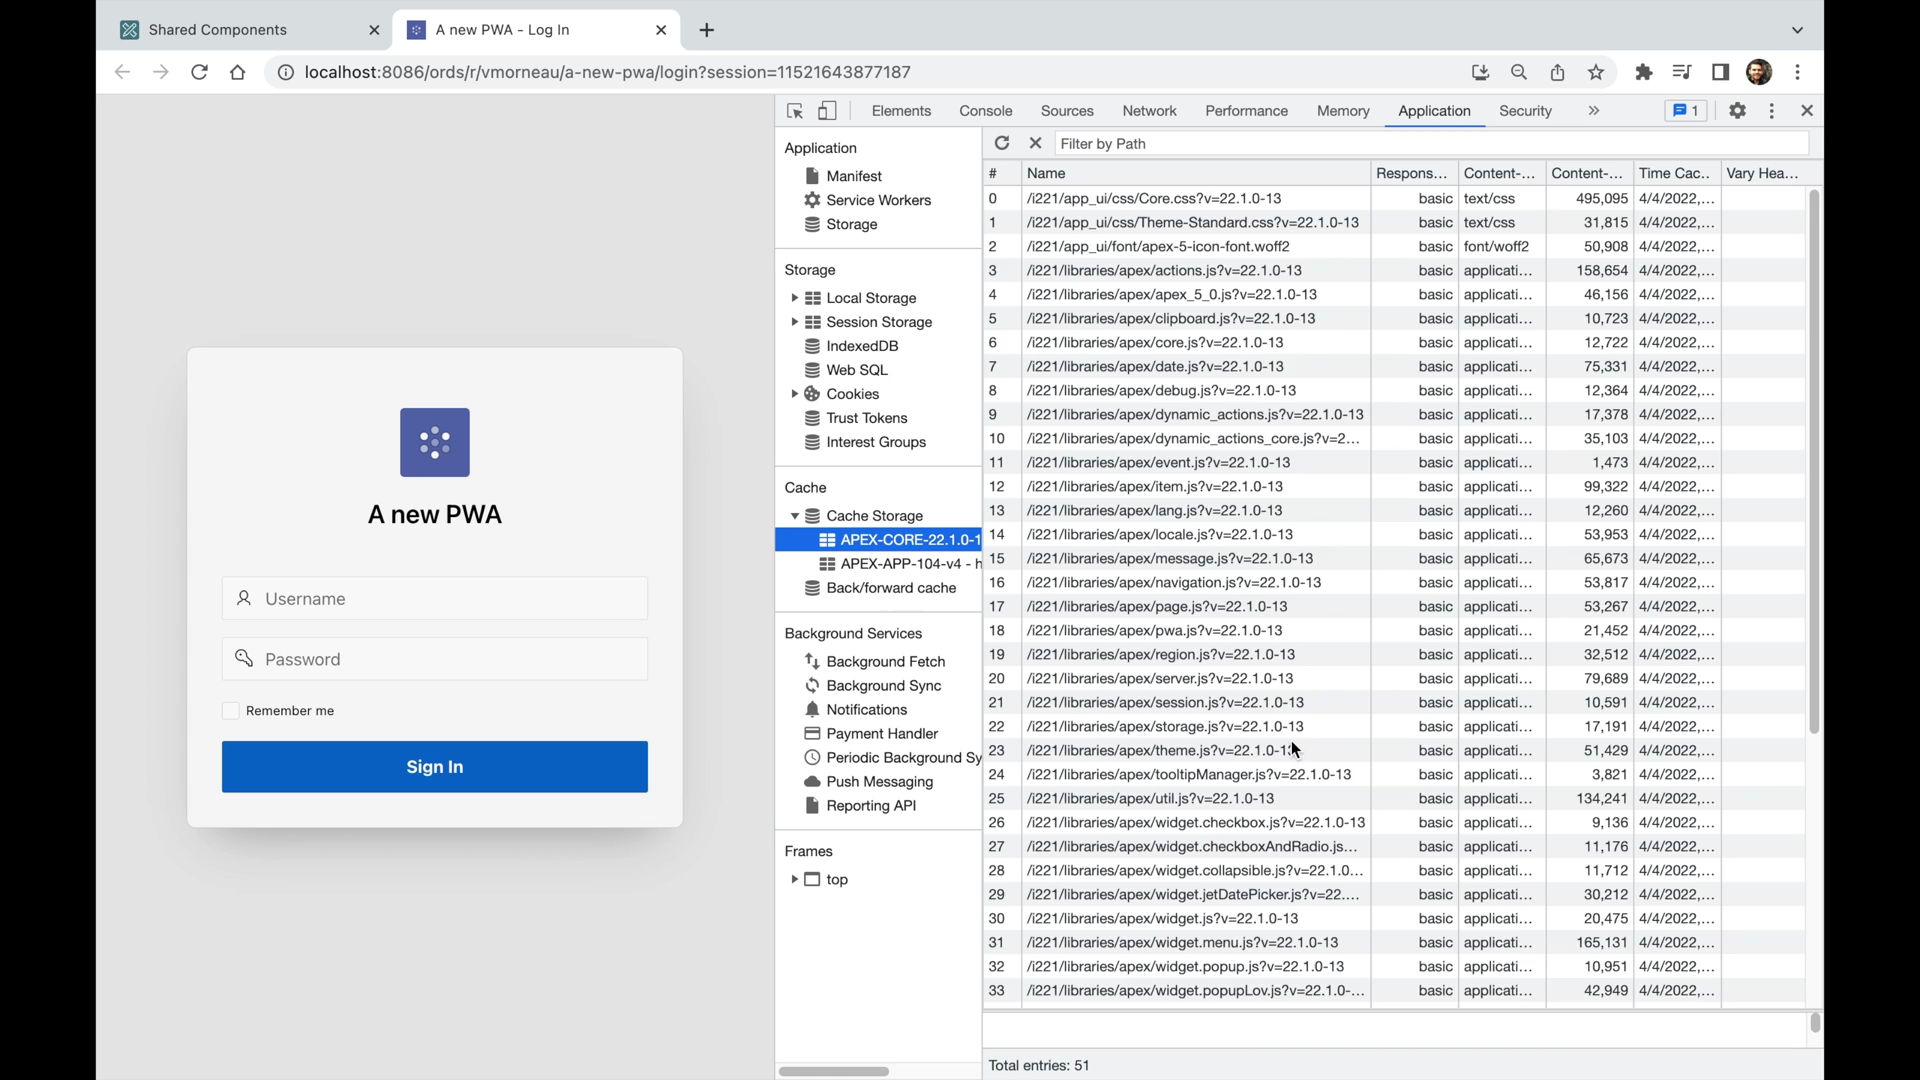 Shared Components
A new PWA - Log In
localhost:8086/ords/r/vmorneau/a-new-pwa/login?session=11521643877187
Elements Console Sources Network Performance Memory Application Security » 1
A new PWA
Username
Password
Remember me
Sign In
Application
Manifest
Service Workers
Storage
Storage
Local Storage
Session Storage
IndexedDB
Web SQL
Cookies
Trust Tokens
Interest Groups
Cache
Cache Storage
APEX-CORE-22.1.0-1
APEX-APP-104-v4 - h
Back/forward cache
Background Services
Background Fetch
Background Sync
Notifications
Payment Handler
Periodic Background Sy
Push Messaging
Reporting API
Frames
top
Filter by Path
# Name Respons... Content-... Content-... Time Cac... Vary Hea...
0 /i221/app_ui/css/Core.css?v=22.1.0-13 basic text/css 495,095 4/4/2022,...
1 /i221/app_ui/css/Theme-Standard.css?v=22.1.0-13 basic text/css 31,815 4/4/2022,...
2 /i221/app_ui/font/apex-5-icon-font.woff2 basic font/woff2 50,908 4/4/2022,...
3 /i221/libraries/apex/actions.js?v=22.1.0-13 basic applicati... 158,654 4/4/2022,...
4 /i221/libraries/apex/apex_5_0.js?v=22.1.0-13 basic applicati... 46,156 4/4/2022,...
5 /i221/libraries/apex/clipboard.js?v=22.1.0-13 basic applicati... 10,723 4/4/2022,...
6 /i221/libraries/apex/core.js?v=22.1.0-13 basic applicati... 12,722 4/4/2022,...
7 /i221/libraries/apex/date.js?v=22.1.0-13 basic applicati... 75,331 4/4/2022,...
8 /i221/libraries/apex/debug.js?v=22.1.0-13 basic applicati... 12,364 4/4/2022,...
9 /i221/libraries/apex/dynamic_actions.js?v=22.1.0-13 basic applicati... 17,378 4/4/2022,...
10 /i221/libraries/apex/dynamic_actions_core.js?v=2... basic applicati... 35,103 4/4/2022,...
11 /i221/libraries/apex/event.js?v=22.1.0-13 basic applicati... 1,473 4/4/2022,...
12 /i221/libraries/apex/item.js?v=22.1.0-13 basic applicati... 99,322 4/4/2022,...
13 /i221/libraries/apex/lang.js?v=22.1.0-13 basic applicati... 12,260 4/4/2022,...
14 /i221/libraries/apex/locale.js?v=22.1.0-13 basic applicati... 53,953 4/4/2022,...
15 /i221/libraries/apex/message.js?v=22.1.0-13 basic applicati... 65,673 4/4/2022,...
16 /i221/libraries/apex/navigation.js?v=22.1.0-13 basic applicati... 53,817 4/4/2022,...
17 /i221/libraries/apex/page.js?v=22.1.0-13 basic applicati... 53,267 4/4/2022,...
18 /i221/libraries/apex/pwa.js?v=22.1.0-13 basic applicati... 21,452 4/4/2022,...
19 /i221/libraries/apex/region.js?v=22.1.0-13 basic applicati... 32,512 4/4/2022,...
20 /i221/libraries/apex/server.js?v=22.1.0-13 basic applicati... 79,689 4/4/2022,...
21 /i221/libraries/apex/session.js?v=22.1.0-13 basic applicati... 10,591 4/4/2022,...
22 /i221/libraries/apex/storage.js?v=22.1.0-13 basic applicati... 17,191 4/4/2022,...
23 /i221/libraries/apex/theme.js?v=22.1.0-13 basic applicati... 51,429 4/4/2022,...
24 /i221/libraries/apex/tooltipManager.js?v=22.1.0-13 basic applicati... 3,821 4/4/2022,...
25 /i221/libraries/apex/util.js?v=22.1.0-13 basic applicati... 134,241 4/4/2022,...
26 /i221/libraries/apex/widget.checkbox.js?v=22.1.0-13 basic applicati... 9,136 4/4/2022,...
27 /i221/libraries/apex/widget.checkboxAndRadio.js... basic applicati... 11,176 4/4/2022,...
28 /i221/libraries/apex/widget.collapsible.js?v=22.1.0... basic applicati... 11,712 4/4/2022,...
29 /i221/libraries/apex/widget.jetDatePicker.js?v=22.... basic applicati... 30,212 4/4/2022,...
30 /i221/libraries/apex/widget.js?v=22.1.0-13 basic applicati... 20,475 4/4/2022,...
31 /i221/libraries/apex/widget.menu.js?v=22.1.0-13 basic applicati... 165,131 4/4/2022,...
32 /i221/libraries/apex/widget.popup.js?v=22.1.0-13 basic applicati... 10,951 4/4/2022,...
33 /i221/libraries/apex/widget.popupLov.js?v=22.1.0-... basic applicati... 42,949 4/4/2022,...
Total entries: 51